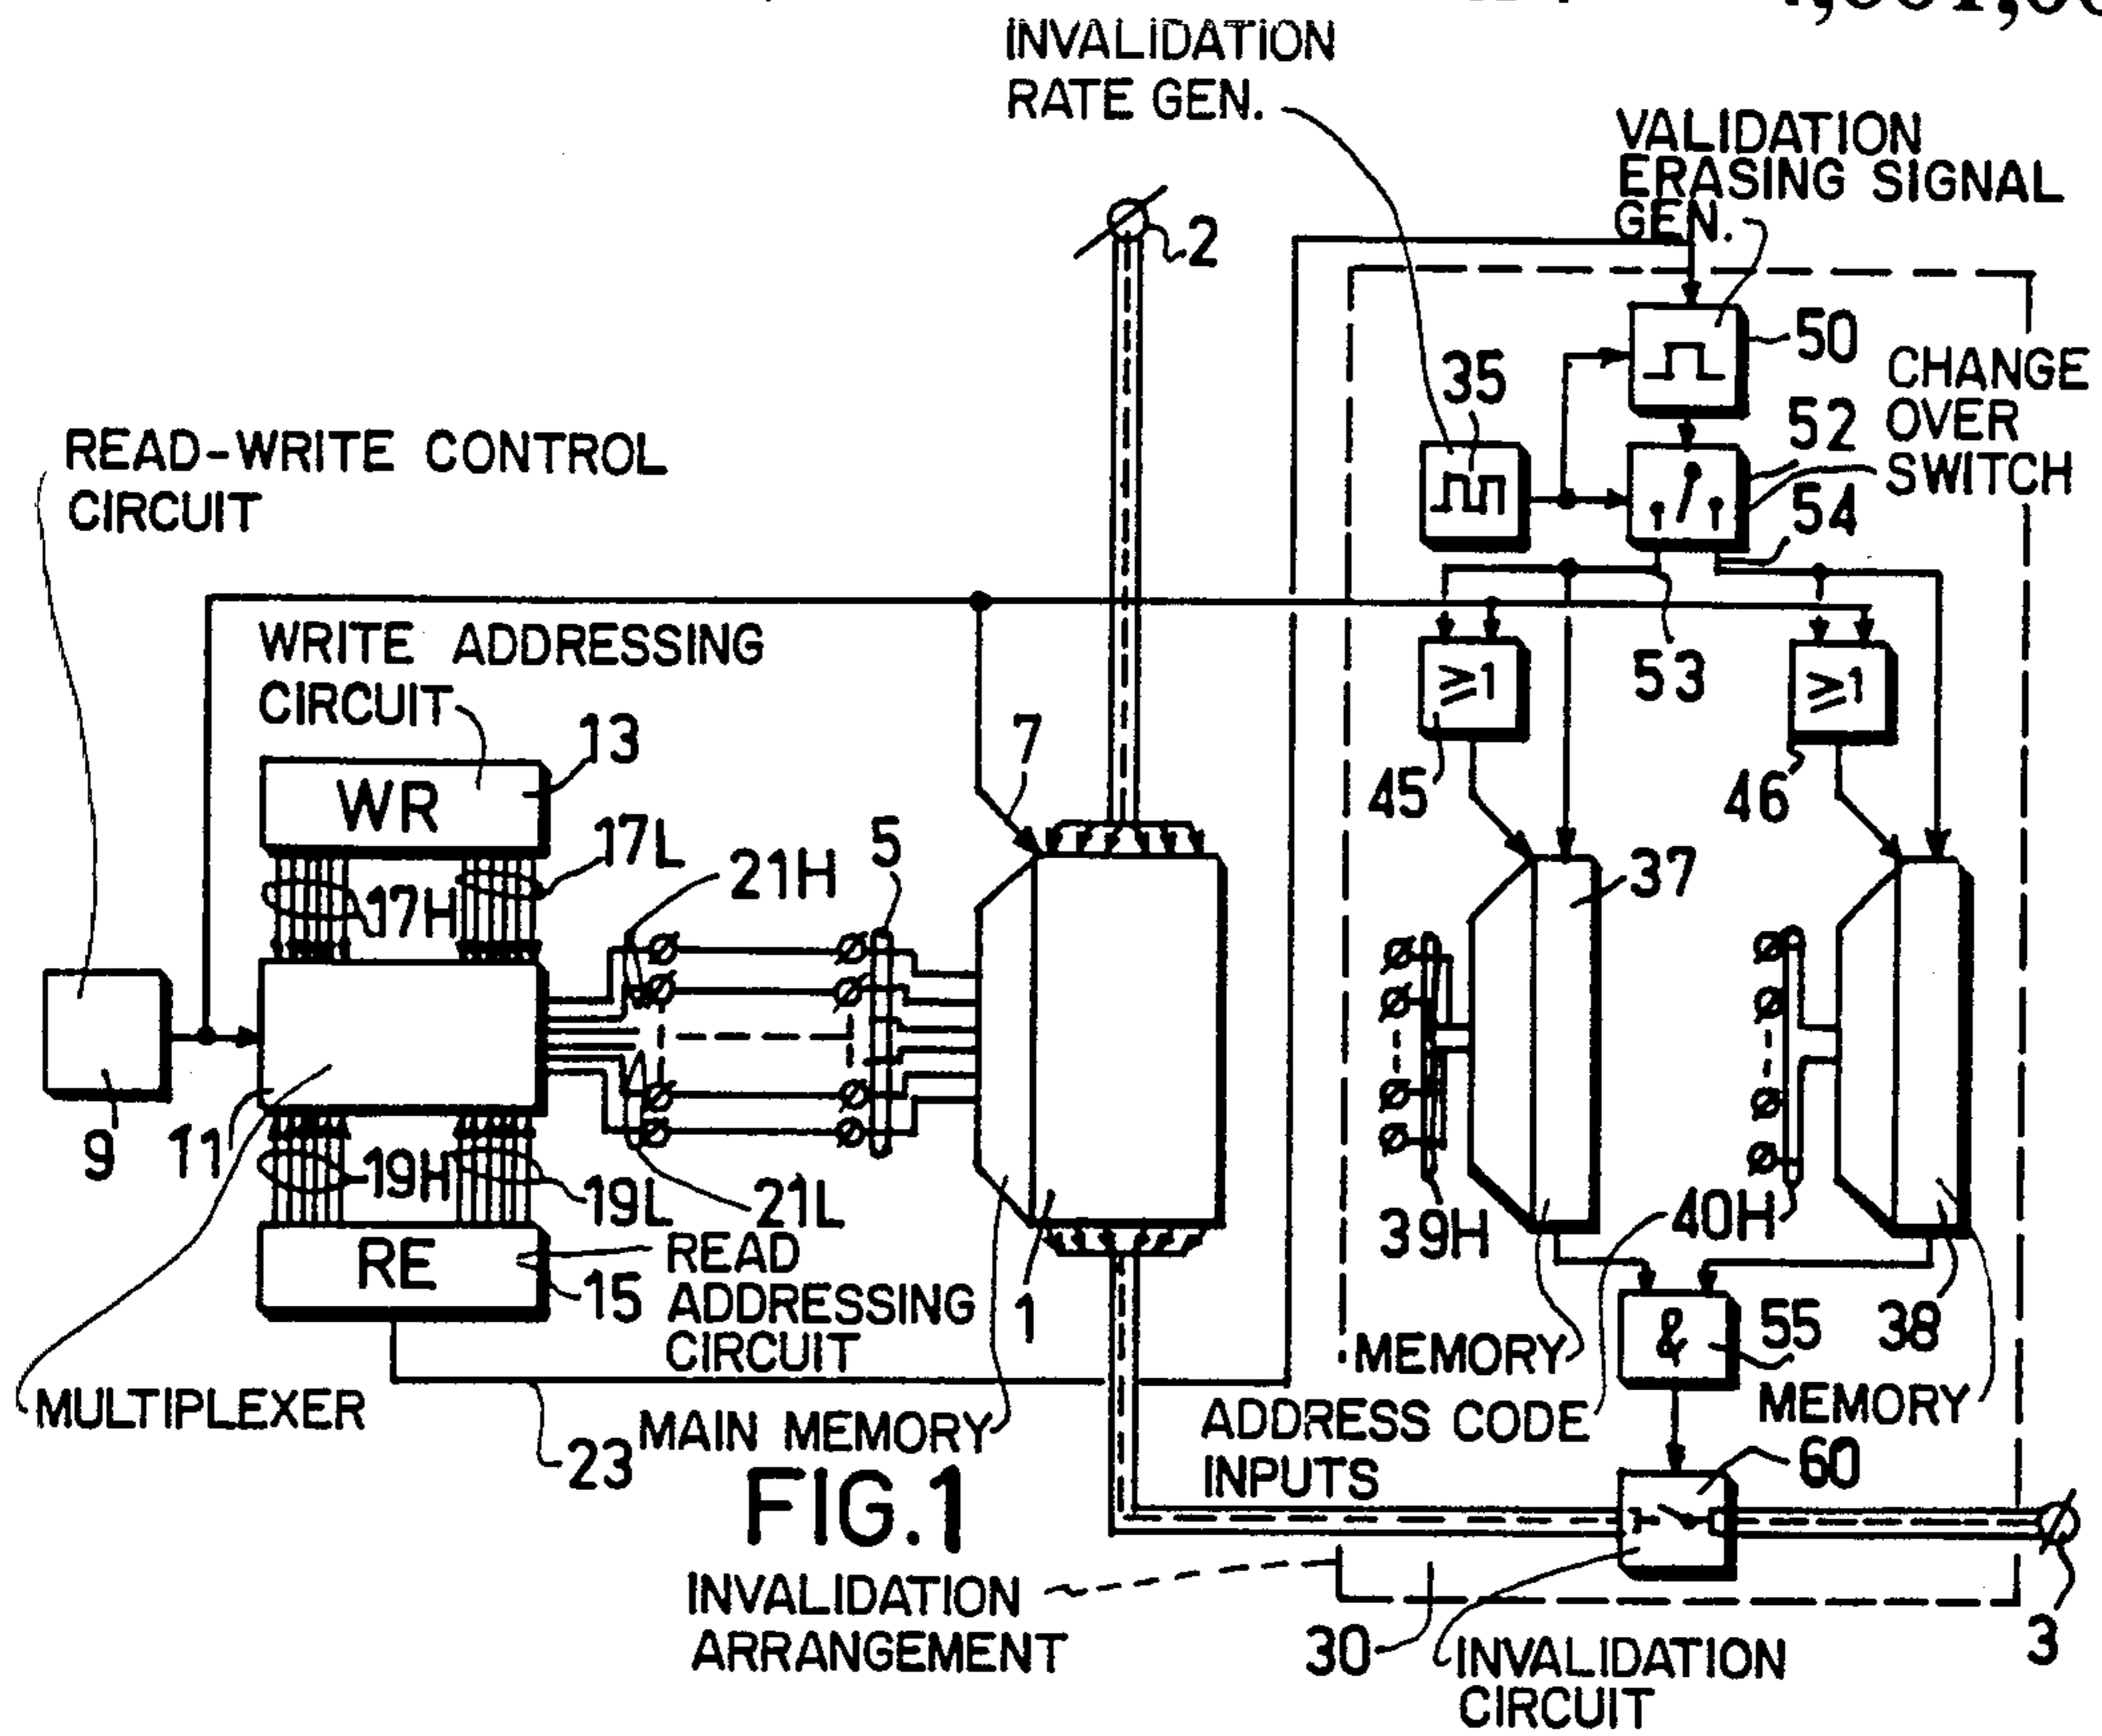 INVALIDATION
RATE GEN.
VALIDATION
ERASING SIGNAL
GEN.
2
50
35
CHANGE
52 OVER
SWITCH
54
READ-WRITE CONTROL
CIRCUIT
WRITE ADDRESSING
CIRCUIT
13
WR
17L
17H
7
5
21H
≥1
≥1
53
45
46
37
9
11
19H
19L
21L
RE
15
READ
ADDRESSING
CIRCUIT
1
39H
40H
MEMORY
&
55
38
MEMORY
MULTIPLEXER
23
MAIN MEMORY
ADDRESS CODE
INPUTS
60
FIG.1
INVALIDATION
ARRANGEMENT
30
INVALIDATION
CIRCUIT
3